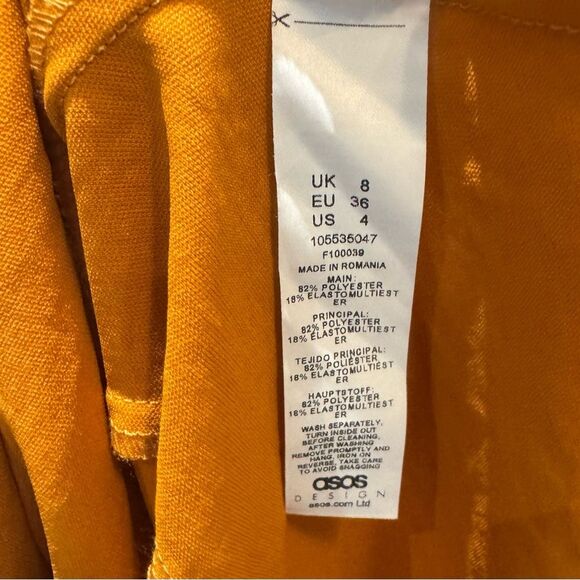 UK 8
EU 36
US 4
105535047
F100039
MADE IN ROMANIA
MAIN:
82% POLYESTER
18% ELASTOMULTIEST
ER
PRINCIPAL:
82% POLYESTER
18% ELASTOMULTIEST
ER
TEJIDO PRINCIPAL:
82% POLIÉSTER
18% ELASTOMULTIEST
ER
HAUPTSTOFF:
82% POLYESTER
18% ELASTOMULTIEST
ER
WASH SEPARATELY,
TURN INSIDE OUT
BEFORE CLEANING,
AFTER WASHING
REMOVE PROMPTLY AND
HANG, IRON ON
REVERSE, TAKE CARE
TO AVOID SNAGGING
asos
DESIGN
asos.com Ltd